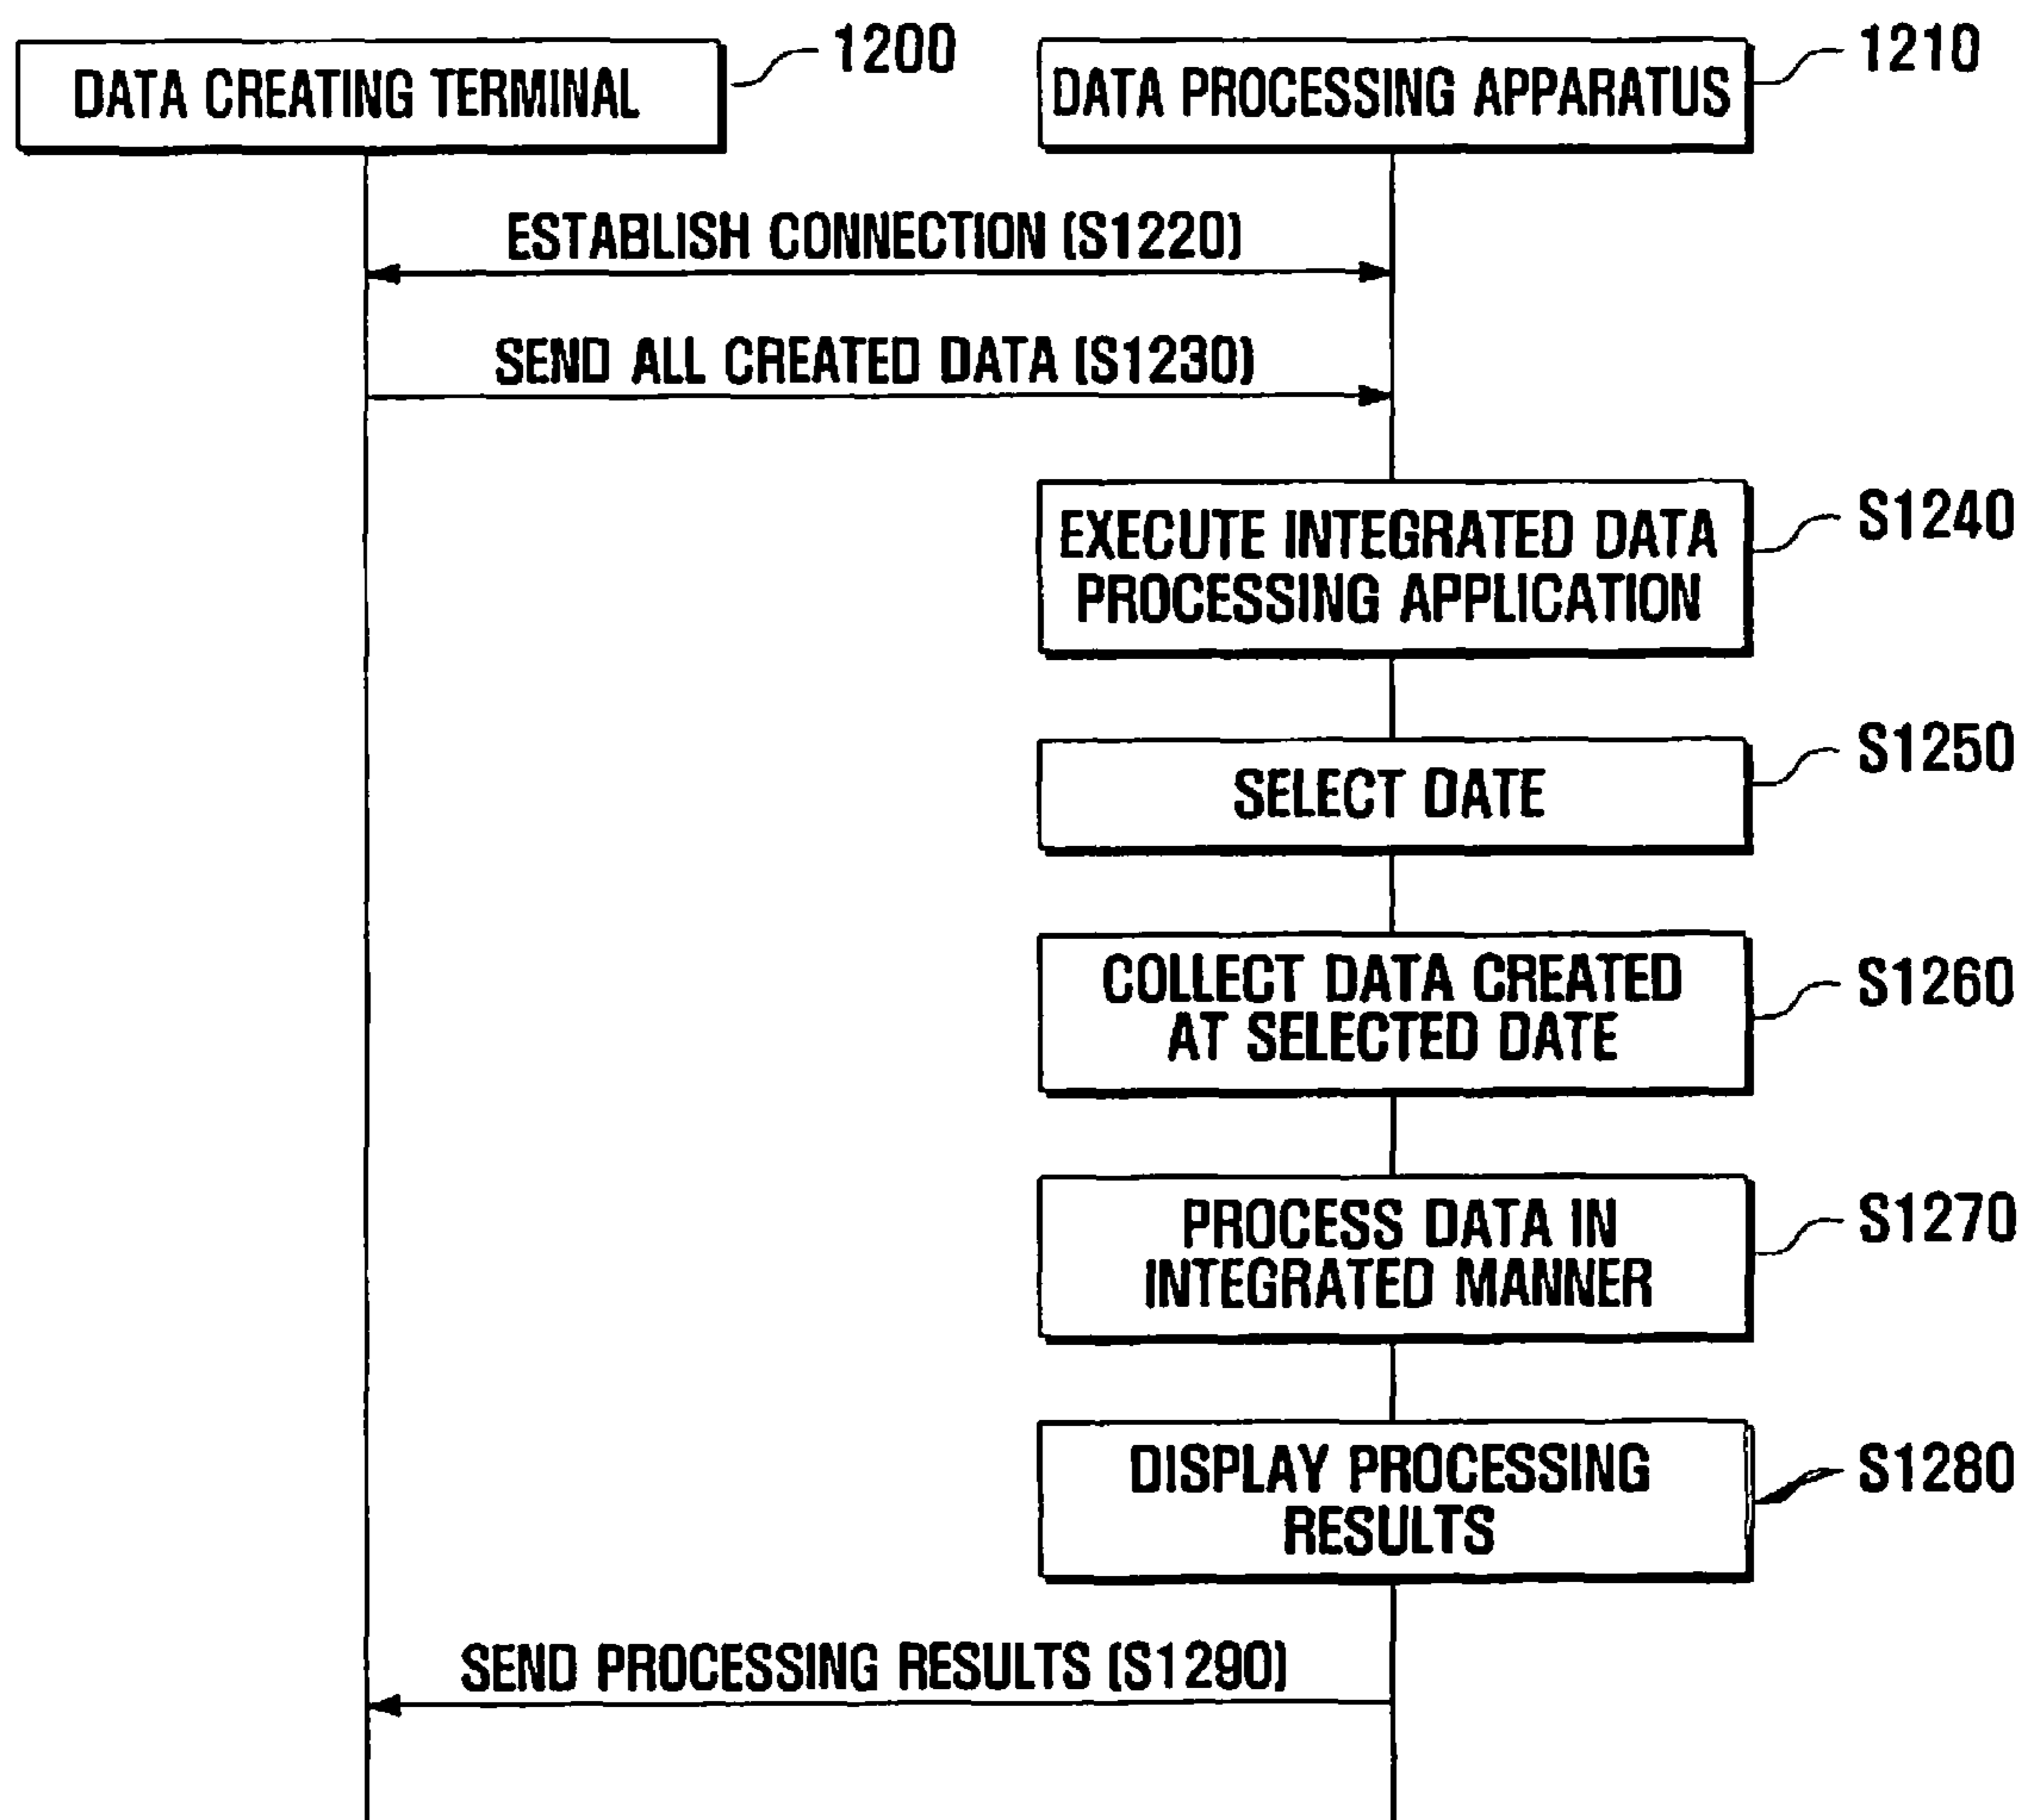 DATA CREATING TERMINAL
1200
DATA PROCESSING APPARATUS
1210
ESTABLISH CONNECTION (S1220)
SEND ALL CREATED DATA (S1230)
EXECUTE INTEGRATED DATA
PROCESSING APPLICATION
S1240
SELECT DATE
S1250
COLLECT DATA CREATED
AT SELECTED DATE
S1260
PROCESS DATA IN
INTEGRATED MANNER
S1270
DISPLAY PROCESSING
RESULTS
S1280
SEND PROCESSING RESULTS (S1290)